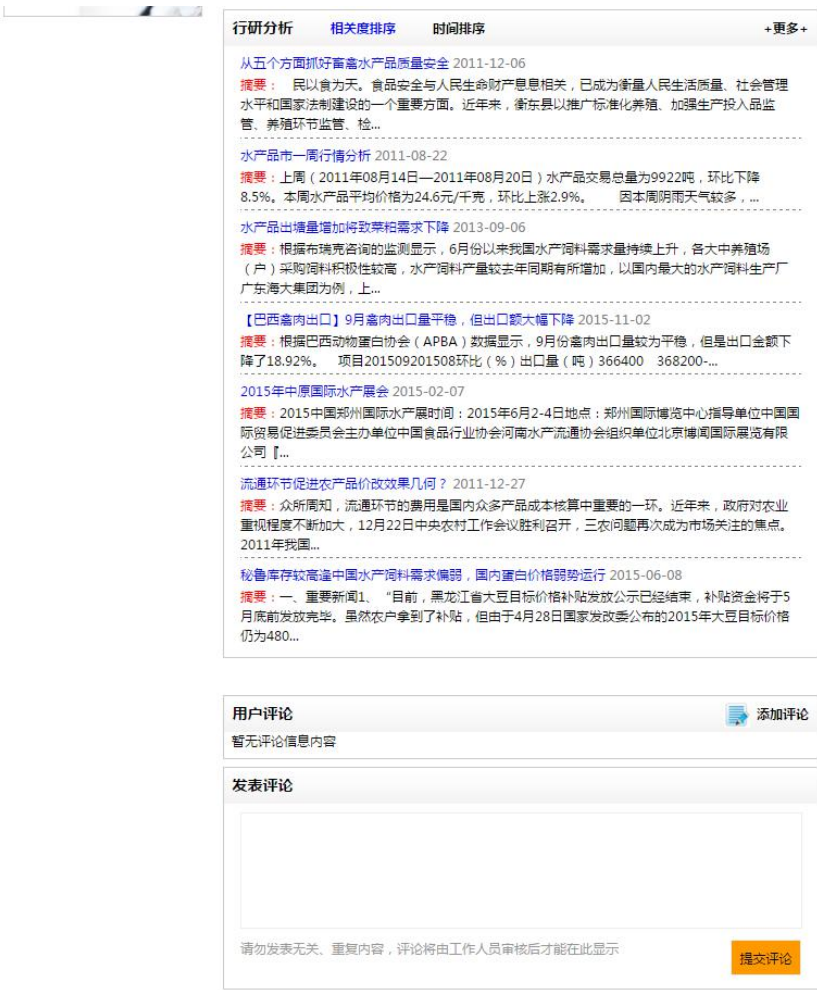 行研分析 相关度排序 时间排序 +更多+
从五个方面抓好畜禽水产品质量安全 2011-12-06
摘要： 民以食为天。食品安全与人民生命财产息息相关，已成为衡量人民生活质量、社会管理
水平和国家法制建设的一个重要方面。近年来，衡东县以推广标准化养殖、加强生产投入品监
管、养殖环节监管、检...
水产品市一周行情分析 2011-08-22
摘要：上周（2011年08月14日—2011年08月20日）水产品交易总量为9922吨，环比下降
8.5%。本周水产品平均价格为24.6元/千克，环比上涨2.9%。 因本周阴雨天气较多，...
水产品出塘量增加将致菜粕需求下降 2013-09-06
摘要：根据布瑞克咨询的监测显示，6月份以来我国水产饲料需求量持续上升，各大中养殖场
（户）采购饲料积极性较高，水产饲料产量较去年同期有所增加，以国内最大的水产饲料生产厂
广东海大集团为例，上...
【巴西禽肉出口】9月禽肉出口量平稳，但出口额大幅下降 2015-11-02
摘要：根据巴西动物蛋白协会（APBA）数据显示，9月份禽肉出口量较为平稳，但是出口金额下
降了18.92%。 项目201509201508环比（%）出口量（吨）366400 368200-...
2015年中原国际水产展会 2015-02-07
摘要：2015中国郑州国际水产展时间：2015年6月2-4日地点：郑州国际博览中心指导单位中国国
际贸易促进委员会主办单位中国食品行业协会河南水产流通协会组织单位北京博闻国际展览有限
公司『...
流通环节促进农产品价改效果几何？ 2011-12-27
摘要：众所周知，流通环节的费用是国内众多产品成本核算中重要的一环。近年来，政府对农业
重视程度不断加大，12月22日中央农村工作会议胜利召开，三农问题再次成为市场关注的焦点。
2011年我国...
秘鲁库存较高逢中国水产饲料需求偏弱，国内蛋白价格弱势运行 2015-06-08
摘要：一、重要新闻1、“目前，黑龙江省大豆目标价格补贴发放公示已经结束，补贴资金将于5
月底前发放完毕。虽然农户拿到了补贴，但由于4月28日国家发改委公布的2015年大豆目标价格
仍为480...
用户评论 添加评论
暂无评论信息内容
发表评论
请勿发表无关、重复内容，评论将由工作人员审核后才能在此显示
提交评论